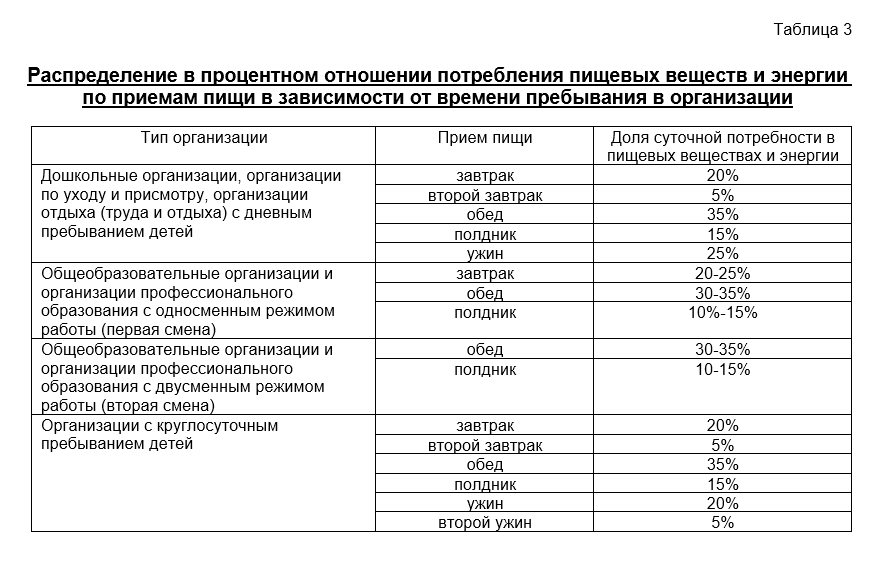 Таблица 3
Распределение в процентном отношении потребления пищевых веществ и энергии
по приемам пищи в зависимости от времени пребывания в организации
Тип организации
Прием пищи
Доля суточной потребности в
пищевых веществах и энергии
Дошкольные организации, организации
по уходу и присмотру, организации
отдыха (труда и отдыха) с дневным
пребыванием детей
завтрак
20%
второй завтрак
5%
обед
35%
полдник
15%
ужин
25%
Общеобразовательные организации и
организации профессионального
образования с односменным режимом
работы (первая смена)
завтрак
20-25%
обед
30-35%
полдник
10%-15%
Общеобразовательные организации и
организации профессионального
образования с двусменным режимом
работы (вторая смена)
обед
30-35%
полдник
10-15%
Организации с круглосуточным
пребыванием детей
завтрак
20%
второй завтрак
5%
обед
35%
полдник
15%
ужин
20%
второй ужин
5%